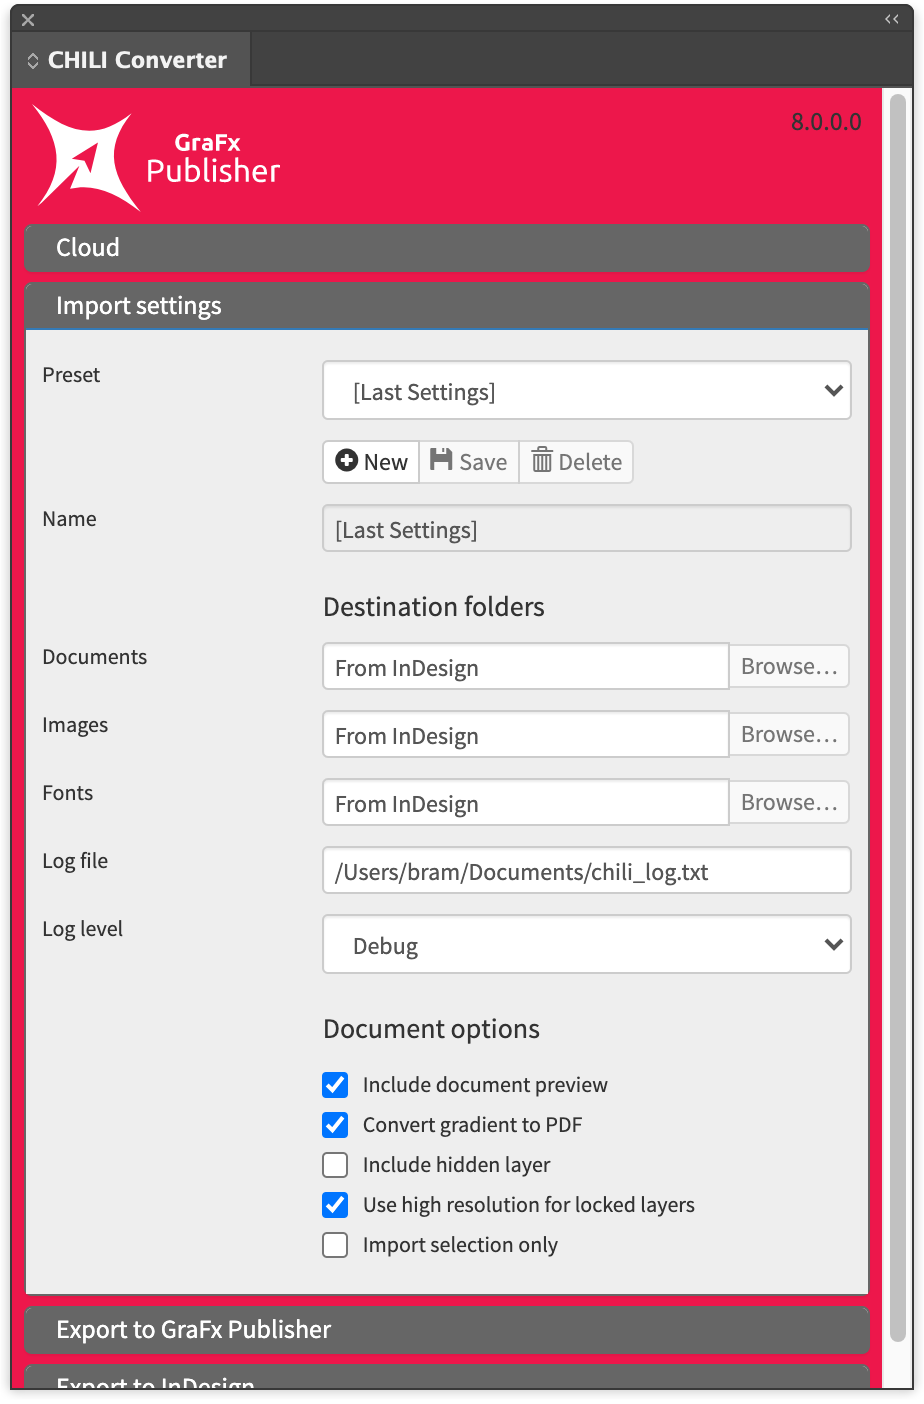 CHILI Converter
8.0.0.0
GraFx
Publisher
Cloud
Import settings
Preset
[Last Settings]
New
Save
Delete
Name
[Last Settings]
Destination folders
Documents
From InDesign
Browse...
Images
From InDesign
Browse...
Fonts
From InDesign
Browse...
Log file
/Users/bram/Documents/chili_log.txt
Log level
Debug
Document options
Include document preview
Convert gradient to PDF
Include hidden layer
Use high resolution for locked layers
Import selection only
Export to GraFx Publisher
Export to InDesign